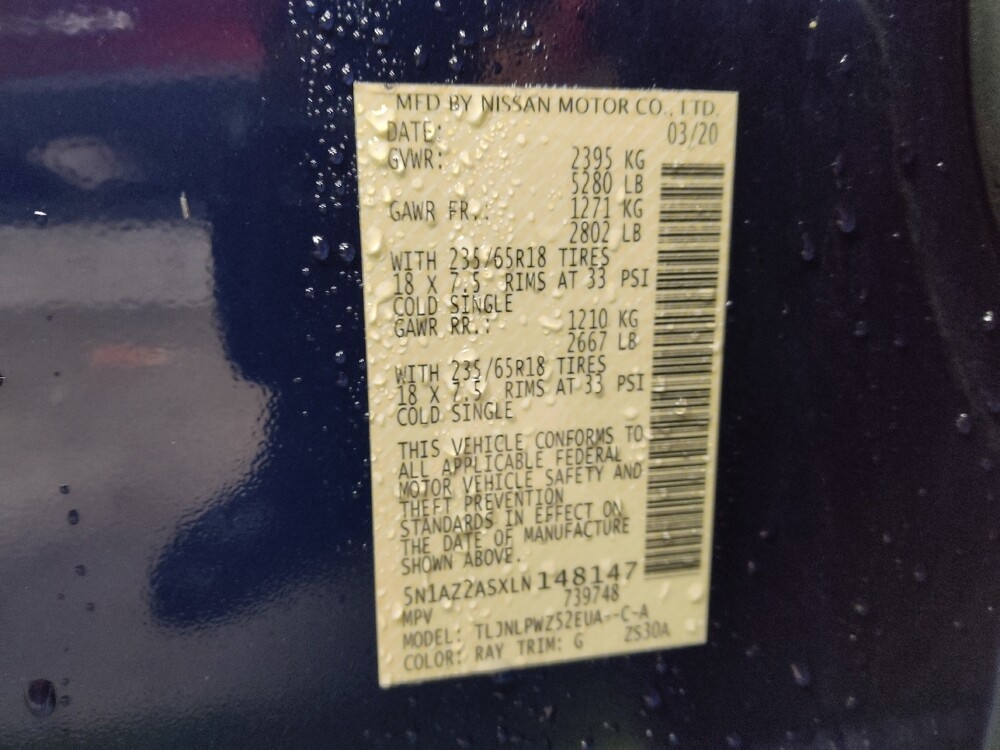 MFD BY NISSAN MOTOR CO., LTD.
DATE: 03/20
GVWR: 2395 KG
5280 LB
GAWR FR.: 1271 KG
2802 LB
WITH 235/65R18 TIRES
18 X 7.5 RIMS AT 33 PSI
COLD SINGLE
GAWR RR.: 1210 KG
2667 LB
WITH 235/65R18 TIRES
18 X 7.5 RIMS AT 33 PSI
COLD SINGLE
THIS VEHICLE CONFORMS TO
ALL APPLICABLE FEDERAL
MOTOR VEHICLE SAFETY AND
THEFT PREVENTION
STANDARDS IN EFFECT ON
THE DATE OF MANUFACTURE
SHOWN ABOVE.
5N1AZ2ASXLN148147
MPV 739748
MODEL: TLJNLPWZ52EUA--C-A
COLOR: RAY TRIM: G ZS30A